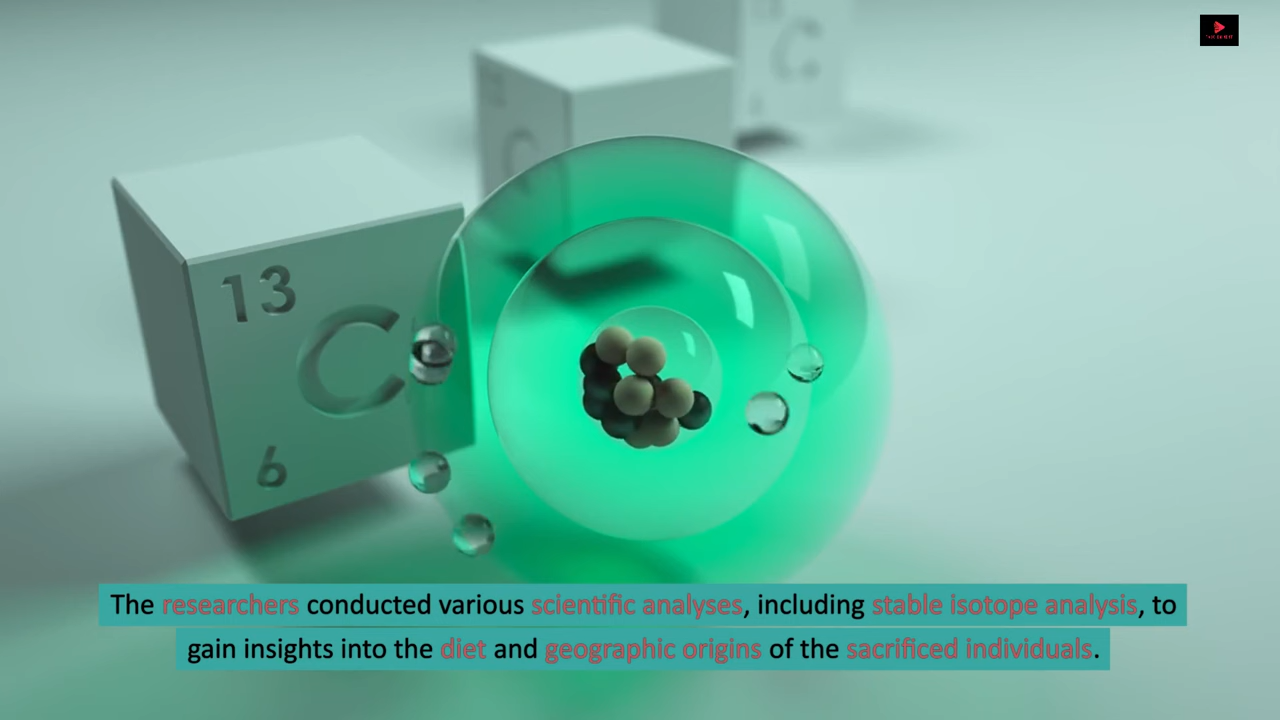 13
C
6
C
C
The researchers conducted various scientific analyses, including stable isotope analysis, to
gain insights into the diet and geographic origins of the sacrificed individuals.